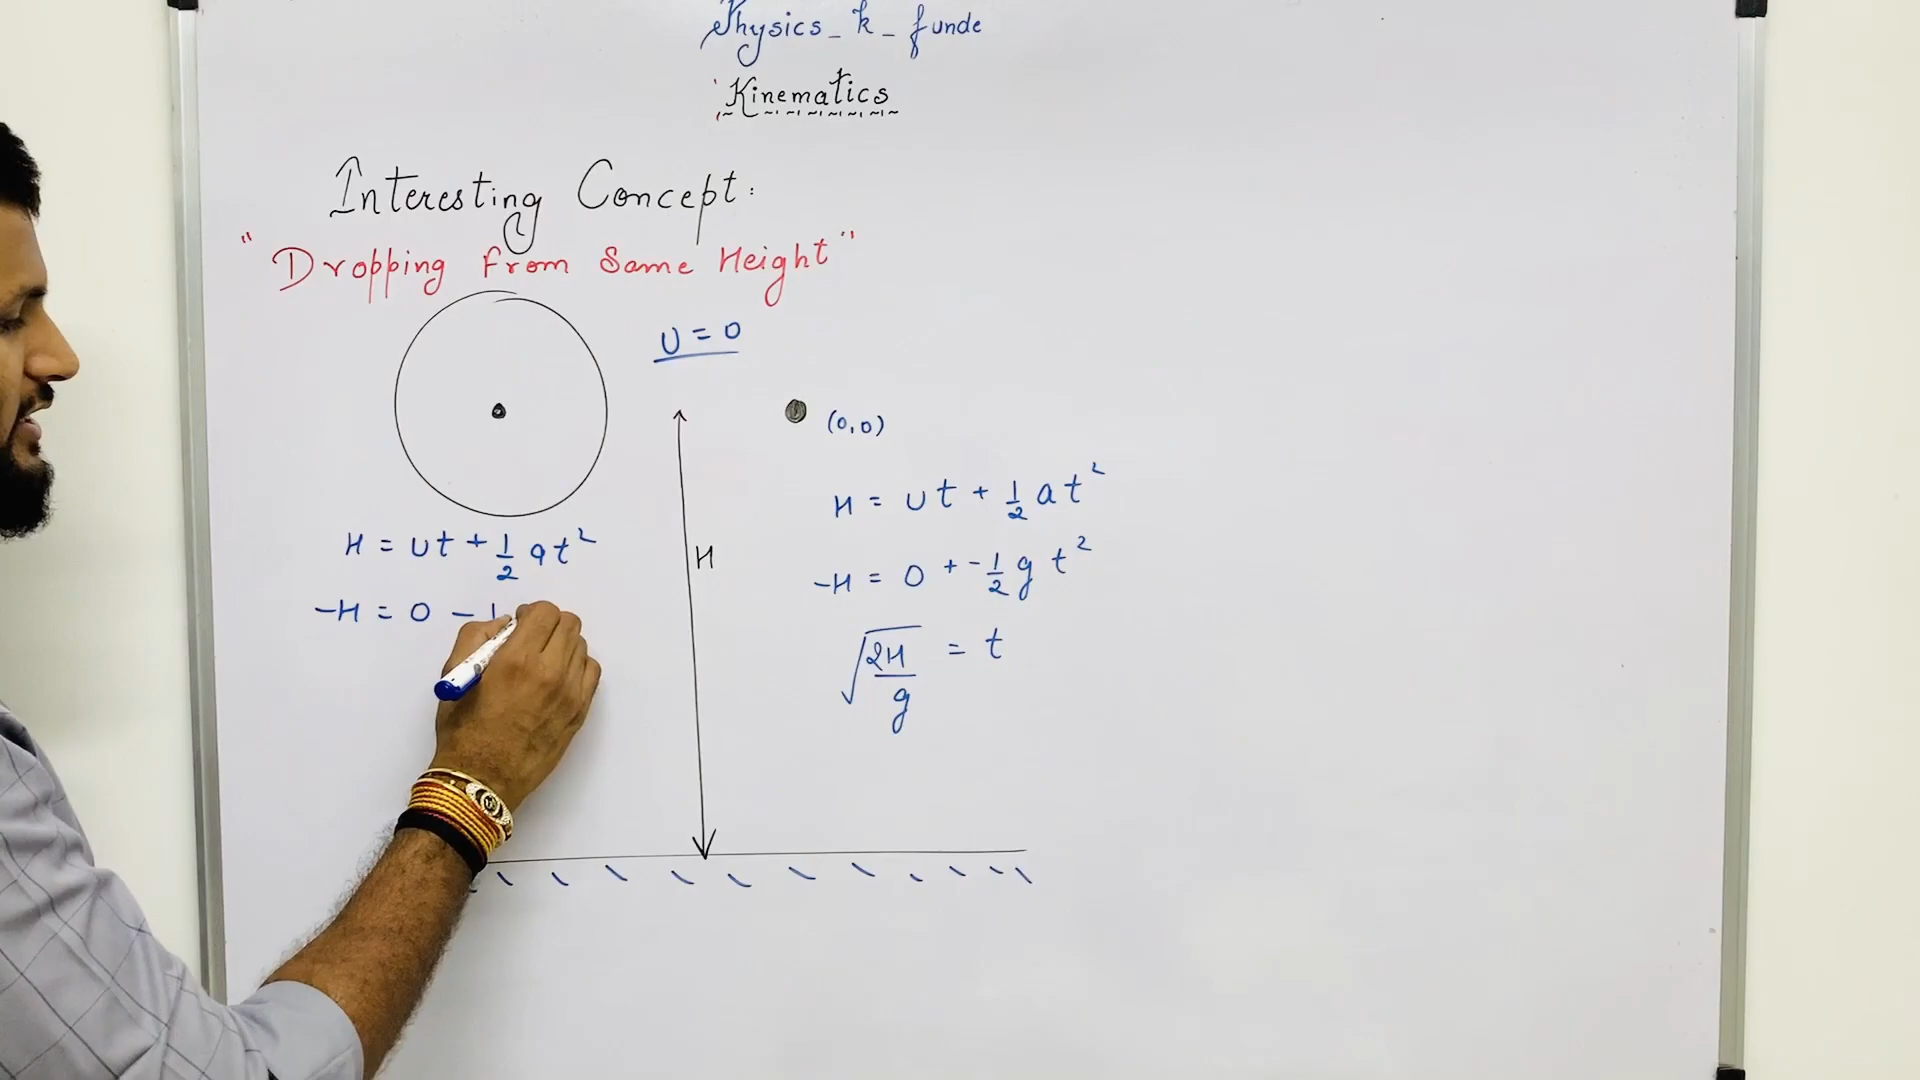 Physics_k_funde
Kinematics
Interesting Concept:
"Dropping from Same Height"
U = 0
(0,0)
H = ut + 1/2 at²
-H = 0 - 1
H
H = ut + 1/2 at²
-H = 0 + -1/2 g t²
√(2H/g) = t